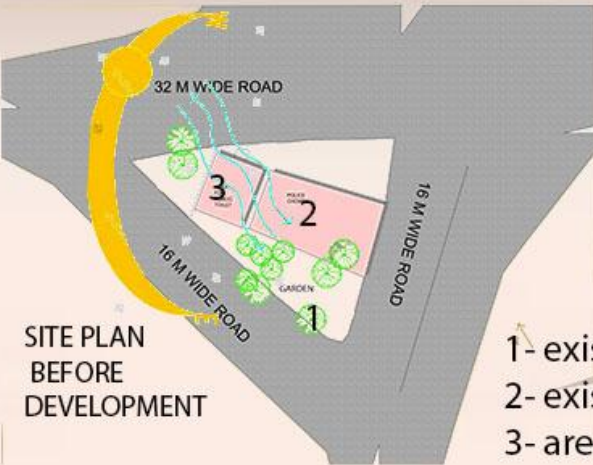 32 M WIDE ROAD
3
2
16 M WIDE ROAD
16 M WIDE ROAD
GARDEN
1
SITE PLAN
BEFORE
DEVELOPMENT
1- exis
2- exis
3- are